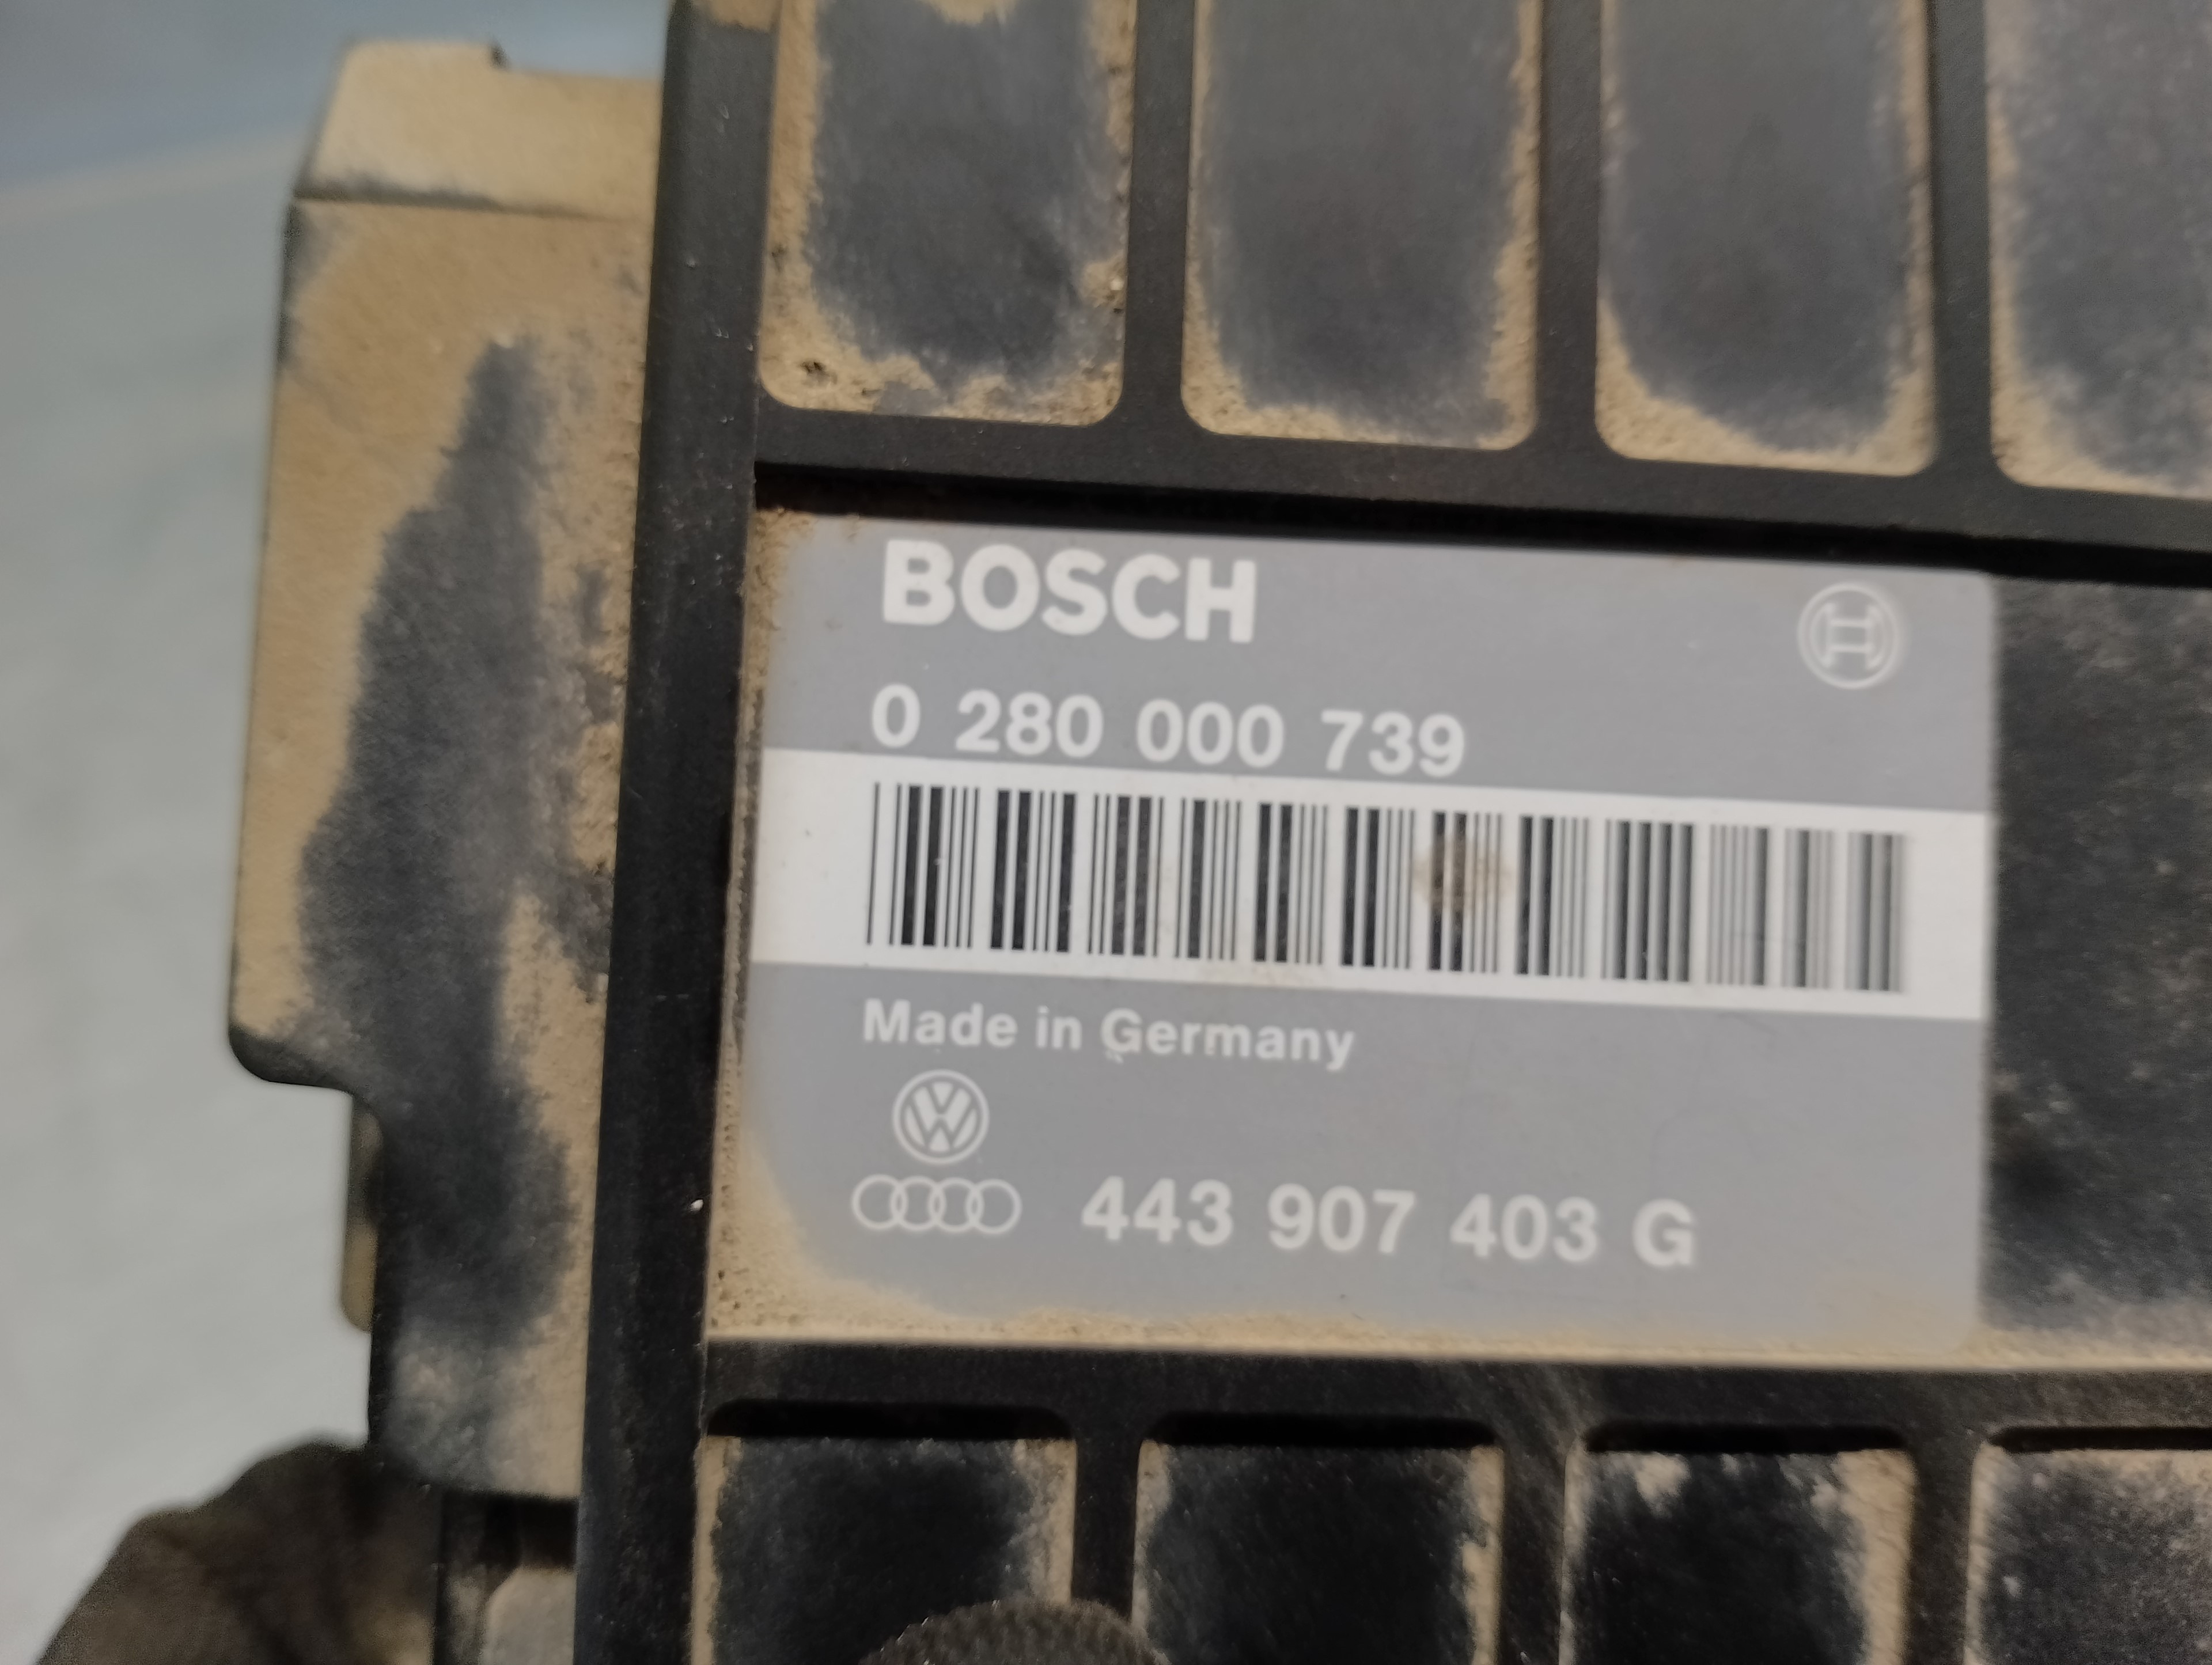 BOSCH
0 280 000 739
Made in Germany
443 907 403 G